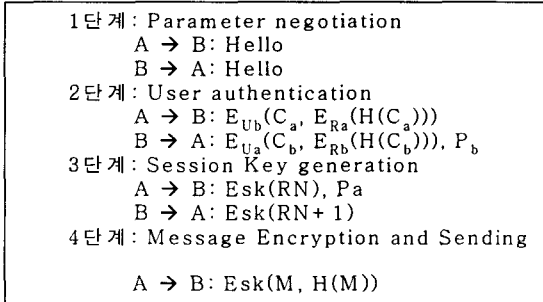 1단계: Parameter negotiation
A → B: Hello
B → A: Hello
2단계: User authentication
A → B: E_Ub(C_a, E_Ra(H(C_a)))
B → A: E_Ua(C_b, E_Rb(H(C_b))), P_b
3단계: Session Key generation
A → B: Esk(RN), Pa
B → A: Esk(RN+1)
4단계: Message Encryption and Sending
A → B: Esk(M, H(M))